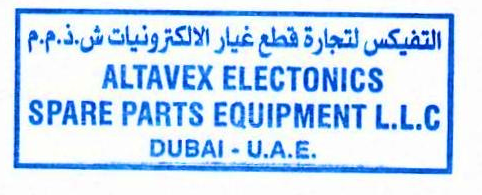 التفيكس لتجارة قطع غيار الالكترونيات ش.ذ.م.م
ALTAVEX ELECTONICS
SPARE PARTS EQUIPMENT L.L.C
DUBAI - U.A.E.